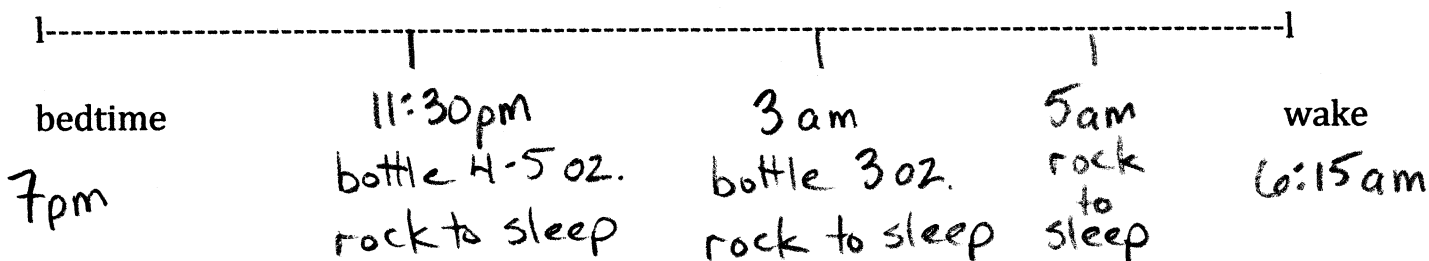 l------------------------------------------------------------------------------------------l
bedtime 11:30pm 3 am 5am wake
7pm bottle 4-5 oz. bottle 3 oz. rock 6:15am
rock to sleep rock to sleep to
sleep